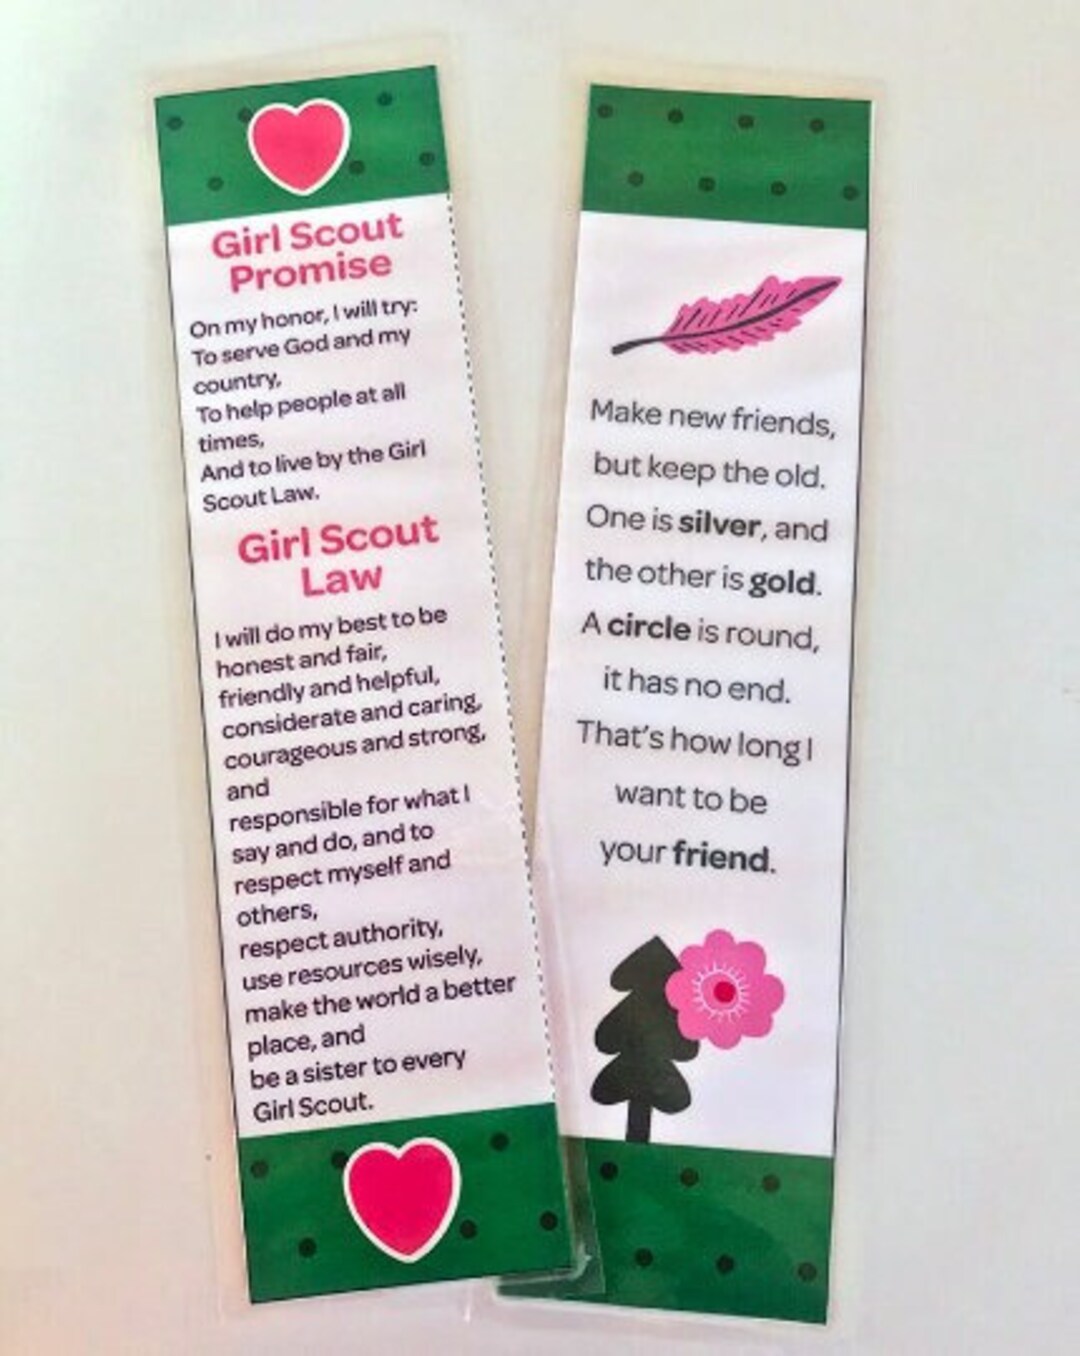 Girl Scout
Promise
On my honor, I will try:
To serve God and my
country,
To help people at all
times,
And to live by the Girl
Scout Law.
Girl Scout
Law
I will do my best to be
honest and fair,
friendly and helpful,
considerate and caring,
courageous and strong,
and
responsible for what I
say and do, and to
respect myself and
others,
respect authority,
use resources wisely,
make the world a better
place, and
be a sister to every
Girl Scout.
Make new friends,
but keep the old.
One is silver, and
the other is gold.
A circle is round,
it has no end.
That's how long I
want to be
your friend.